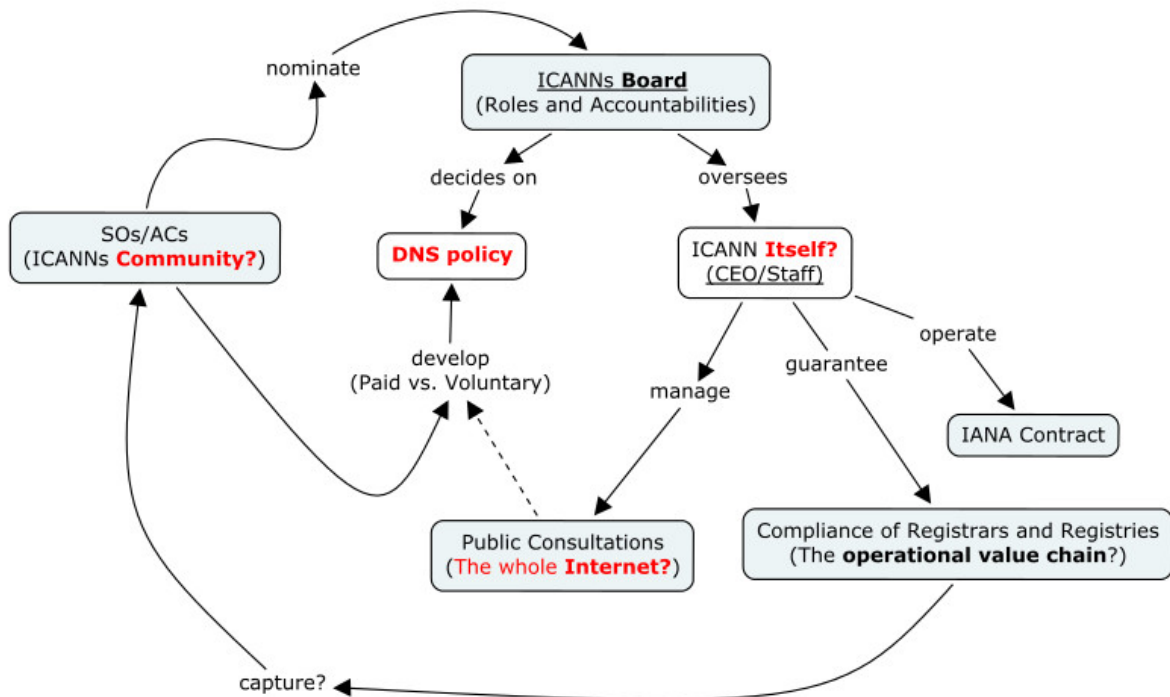 nominate
ICANNs Board
(Roles and Accountabilities)
decides on
oversees
SOs/ACs
(ICANNs Community?)
DNS policy
ICANN Itself?
(CEO/Staff)
develop
(Paid vs. Voluntary)
manage
guarantee
operate
IANA Contract
Public Consultations
(The whole Internet?)
Compliance of Registrars and Registries
(The operational value chain?)
capture?